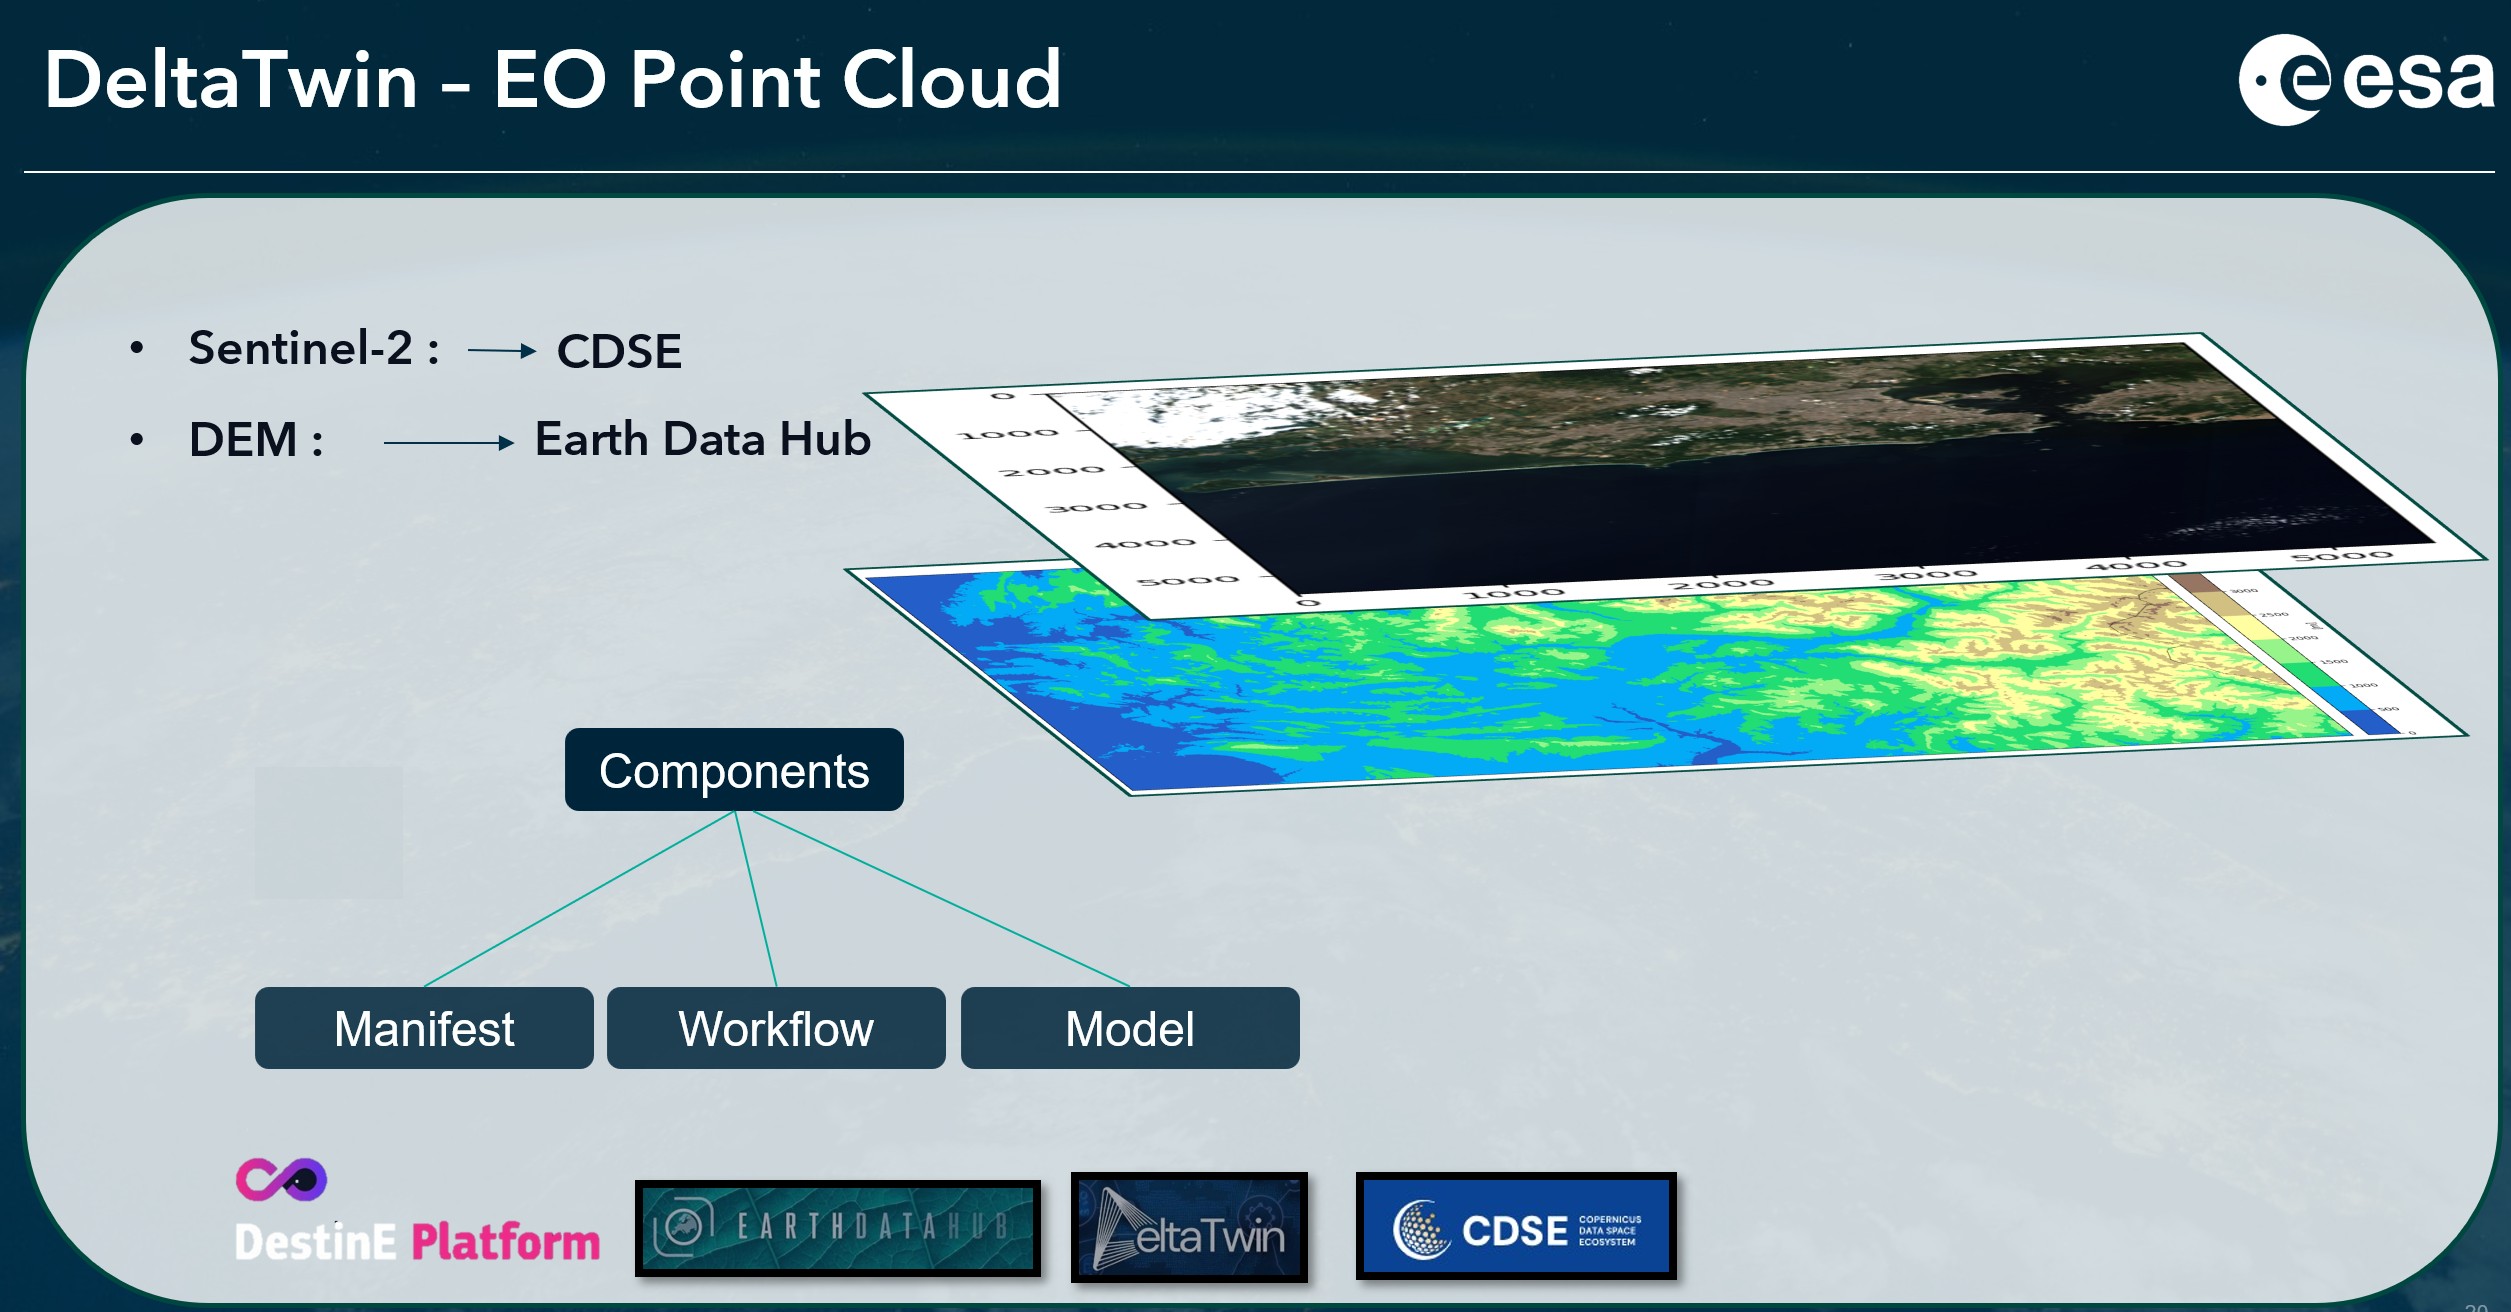 DeltaTwin – EO Point Cloud
esa
• Sentinel-2 : CDSE
• DEM : Earth Data Hub
0
1000
2000
3000
4000
5000
0 1000 2000 3000 4000 5000
3000
2500
2000
1500
1000
500
0
Components
Manifest Workflow Model
DestinE Platform
EARTHDATAHUB
DeltaTwin
CDSE COPERNICUS
DATA SPACE
ECOSYSTEM
20